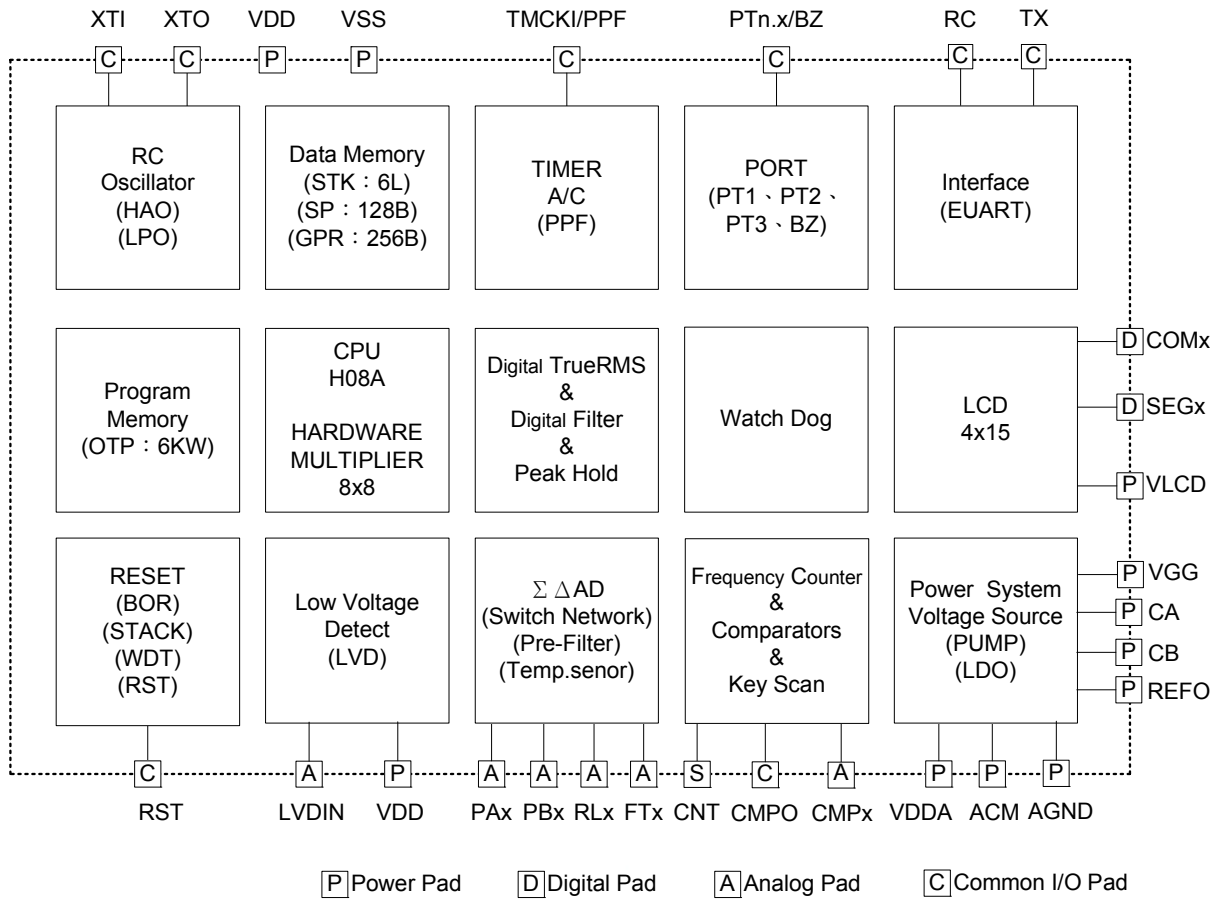 XTI XTO VDD VSS TMCKI/PPF PTn.x/BZ RC TX
C C P P C C C C
RC
Oscillator
(HAO)
(LPO)
Data Memory
(STK：6L)
(SP：128B)
(GPR：256B)
TIMER
A/C
(PPF)
PORT
(PT1、PT2、
PT3、BZ)
Interface
(EUART)
Program
Memory
(OTP：6KW)
CPU
H08A
HARDWARE
MULTIPLIER
8x8
Digital TrueRMS
&
Digital Filter
&
Peak Hold
Watch Dog
LCD
4x15
D COMx
D SEGx
P VLCD
RESET
(BOR)
(STACK)
(WDT)
(RST)
Low Voltage
Detect
(LVD)
Σ ΔAD
(Switch Network)
(Pre-Filter)
(Temp.senor)
Frequency Counter
&
Comparators
&
Key Scan
Power System
Voltage Source
(PUMP)
(LDO)
P VGG
P CA
P CB
P REFO
C A P A A A A S C A P P P
RST LVDIN VDD PAx PBx RLx FTx CNT CMPO CMPx VDDA ACM AGND
P Power Pad D Digital Pad A Analog Pad C Common I/O Pad